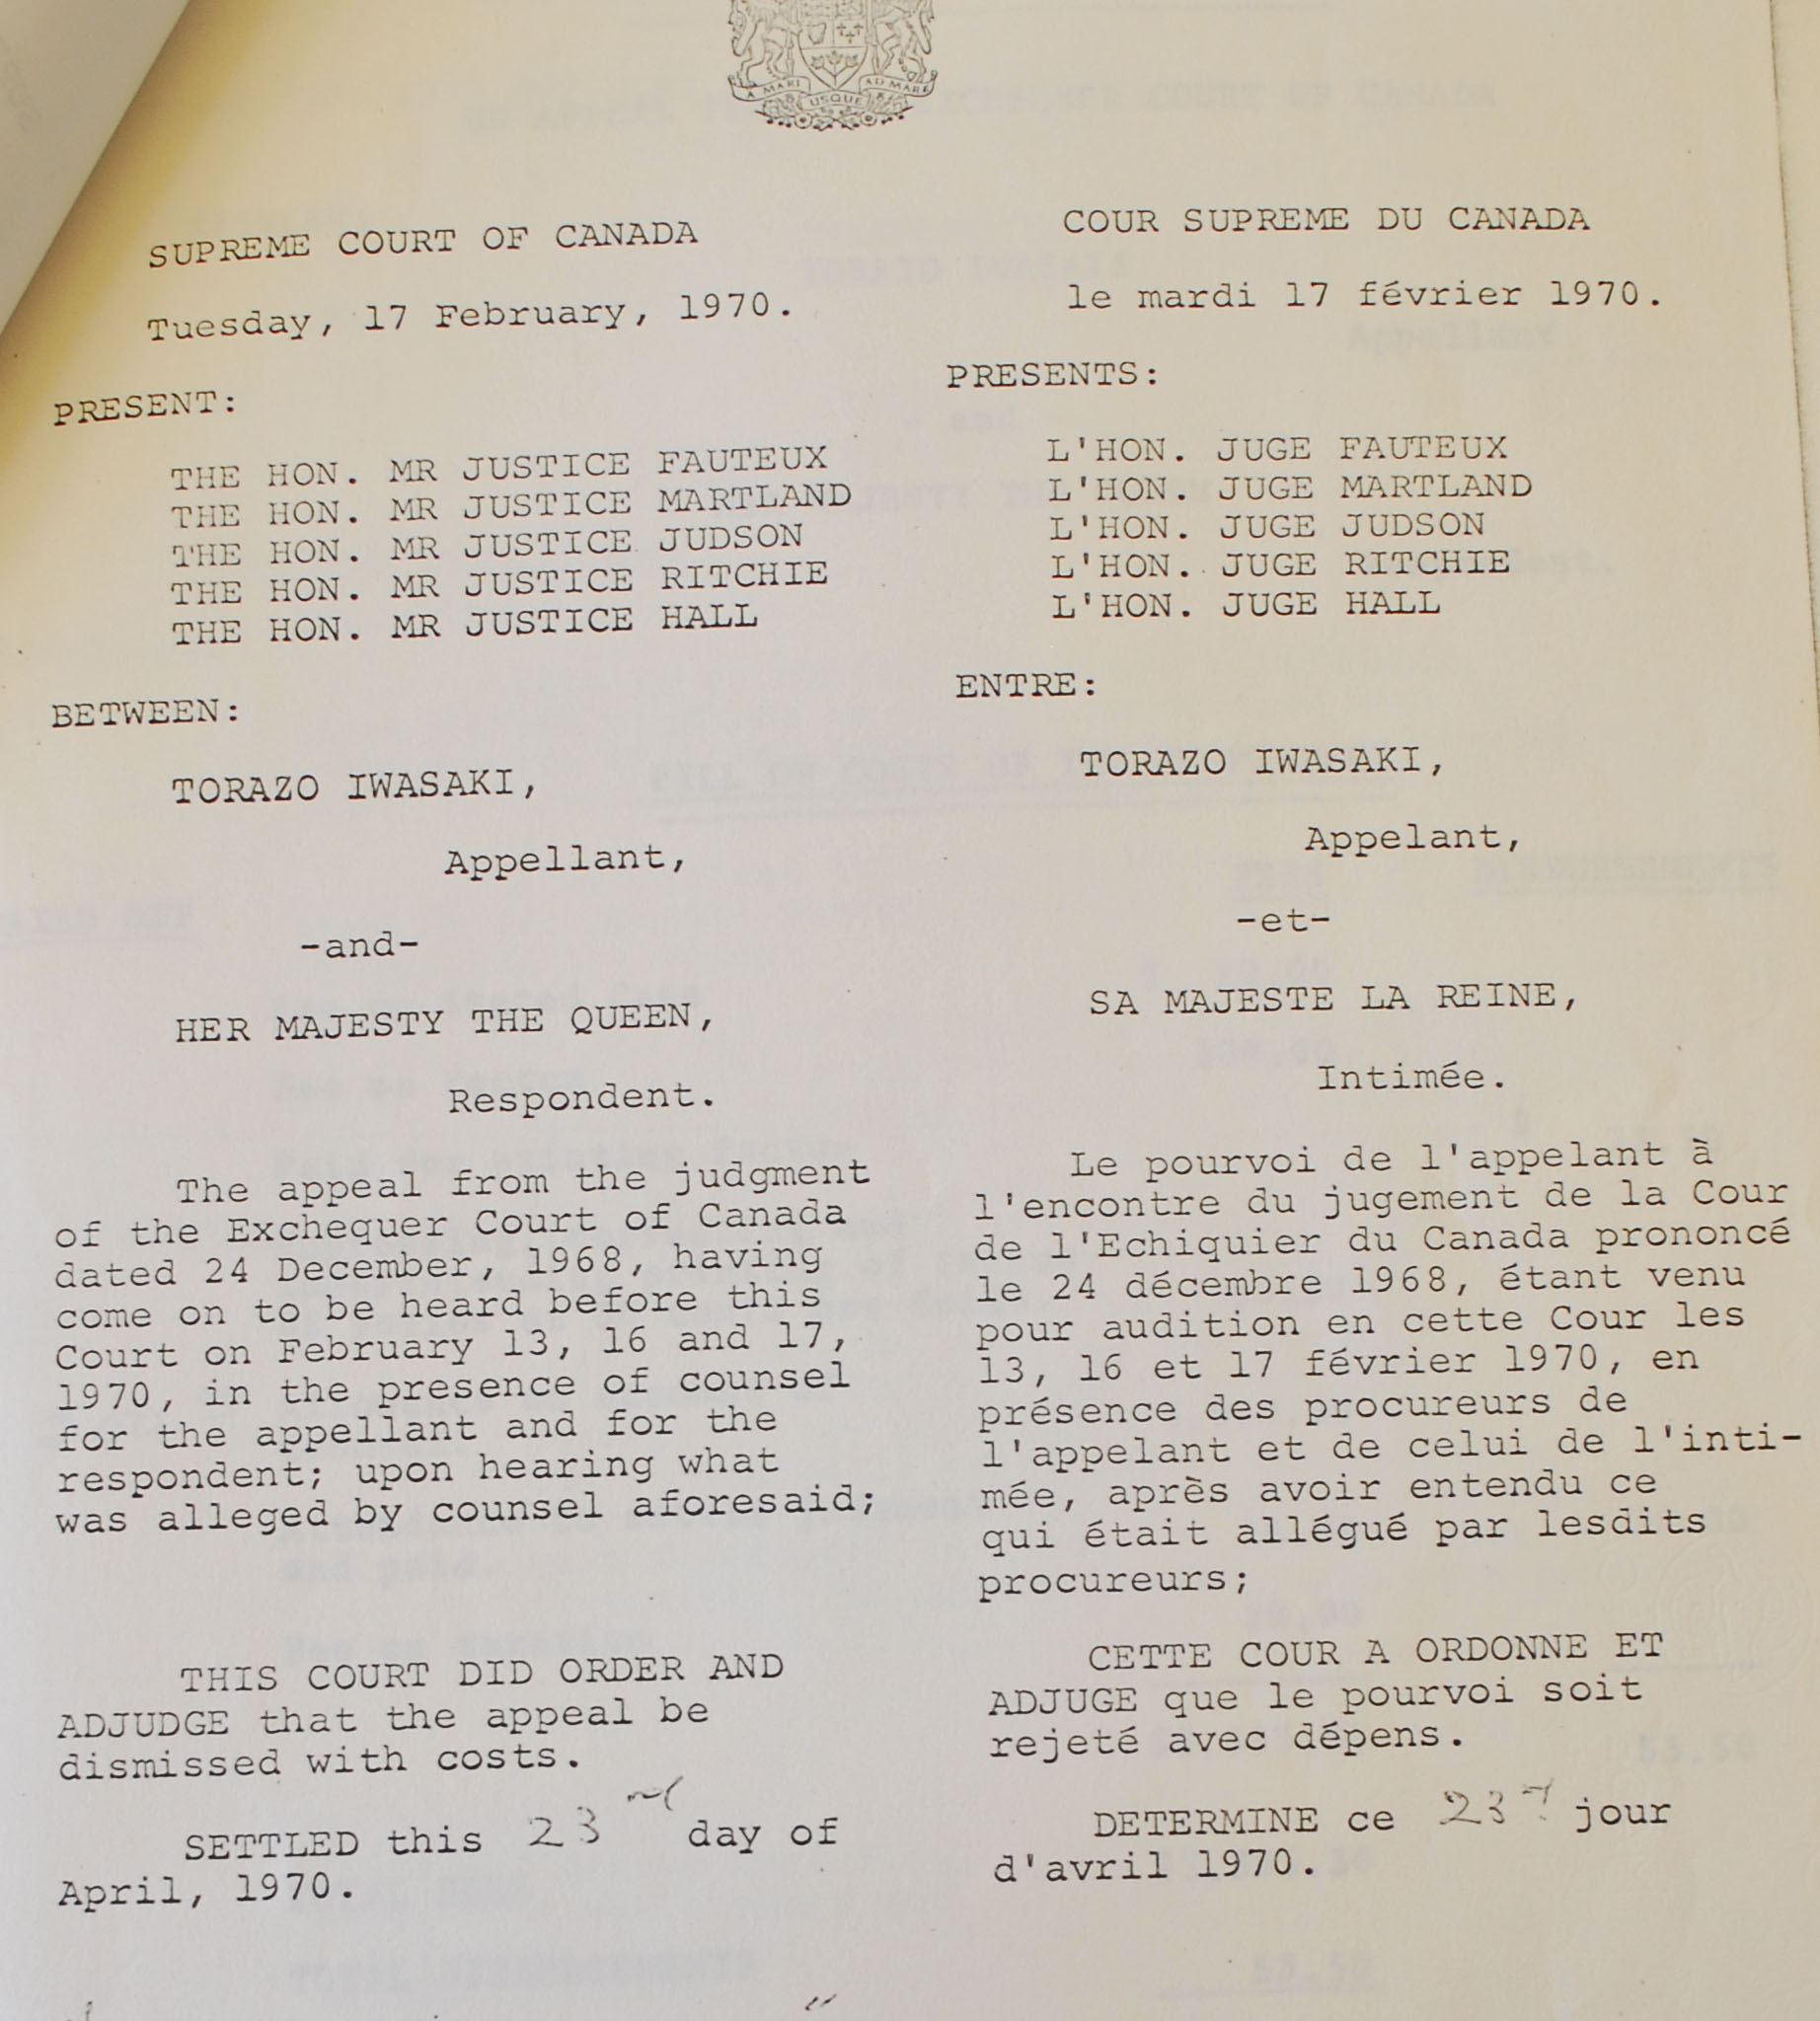 A MARI USQUE AD MARE
SUPREME COURT OF CANADA
Tuesday, 17 February, 1970.
PRESENT:
THE HON. MR JUSTICE FAUTEUX
THE HON. MR JUSTICE MARTLAND
THE HON. MR JUSTICE JUDSON
THE HON. MR JUSTICE RITCHIE
THE HON. MR JUSTICE HALL
BETWEEN:
TORAZO IWASAKI,
Appellant,
-and-
HER MAJESTY THE QUEEN,
Respondent.
The appeal from the judgment
of the Exchequer Court of Canada
dated 24 December, 1968, having
come on to be heard before this
Court on February 13, 16 and 17,
1970, in the presence of counsel
for the appellant and for the
respondent; upon hearing what
was alleged by counsel aforesaid;
THIS COURT DID ORDER AND
ADJUDGE that the appeal be
dismissed with costs.
SETTLED this 23 day of
April, 1970.
COUR SUPREME DU CANADA
le mardi 17 février 1970.
PRESENTS:
L'HON. JUGE FAUTEUX
L'HON. JUGE MARTLAND
L'HON. JUGE JUDSON
L'HON. JUGE RITCHIE
L'HON. JUGE HALL
ENTRE:
TORAZO IWASAKI,
Appelant,
-et-
SA MAJESTE LA REINE,
Intimée.
Le pourvoi de l'appelant à
l'encontre du jugement de la Cour
de l'Echiquier du Canada prononcé
le 24 décembre 1968, étant venu
pour audition en cette Cour les
13, 16 et 17 février 1970, en
présence des procureurs de
l'appelant et de celui de l'inti-
mée, après avoir entendu ce
qui était allégué par lesdits
procureurs;
CETTE COUR A ORDONNE ET
ADJUGE que le pourvoi soit
rejeté avec dépens.
DETERMINE ce 23 jour
d'avril 1970.